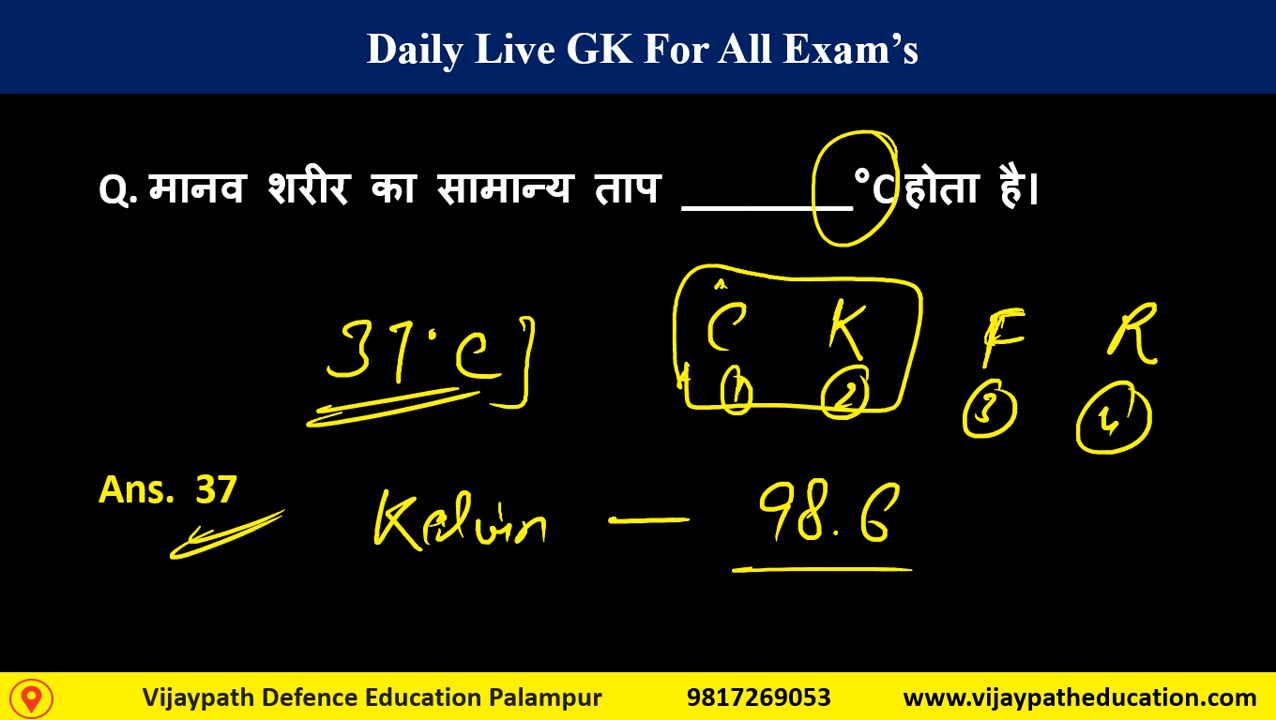 Daily Live GK For All Exam's
Q. मानव शरीर का सामान्य ताप _________°C होता है।
37°C]
C K F R
1 2 3 4
Ans. 37
Kelvin — 98.6
Vijaypath Defence Education Palampur 9817269053 www.vijaypatheducation.com